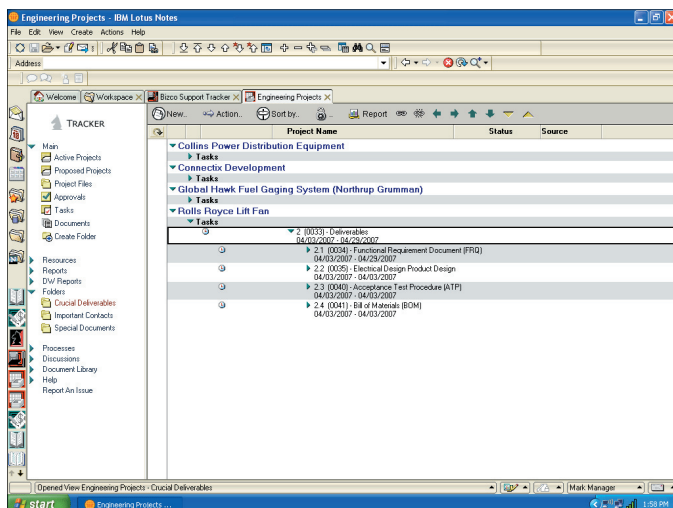 Engineering Projects - IBM Lotus Notes
File Edit View Create Actions Help
Address
Welcome Workspace Bizco Support Tracker Engineering Projects
TRACKER
New.. Action.. Sort by.. Report
Project Name Status Source
Main
Active Projects
Proposed Projects
Project Files
Approvals
Tasks
Documents
Create Folder
Resources
Reports
DW Reports
Folders
Crucial Deliverables
Important Contacts
Special Documents
Processes
Discussions
Document Library
Help
Report An Issue
Collins Power Distribution Equipment
Tasks
Connectix Development
Tasks
Global Hawk Fuel Gaging System (Northrup Grumman)
Tasks
Rolls Royce Lift Fan
Tasks
2 (0033) - Deliverables
04/03/2007 - 04/29/2007
2.1 (0034) - Functional Requirement Document (FRQ)
04/03/2007 - 04/29/2007
2.2 (0035) - Electrical Design Product Design
04/03/2007 - 04/03/2007
2.3 (0040) - Acceptance Test Procedure (ATP)
04/03/2007 - 04/03/2007
2.4 (0041) - Bill of Materials (BOM)
04/03/2007 - 04/03/2007
Opened View Engineering Projects - Crucial Deliverables
Mark Manager
start
Engineering Projects ...
1:58 PM